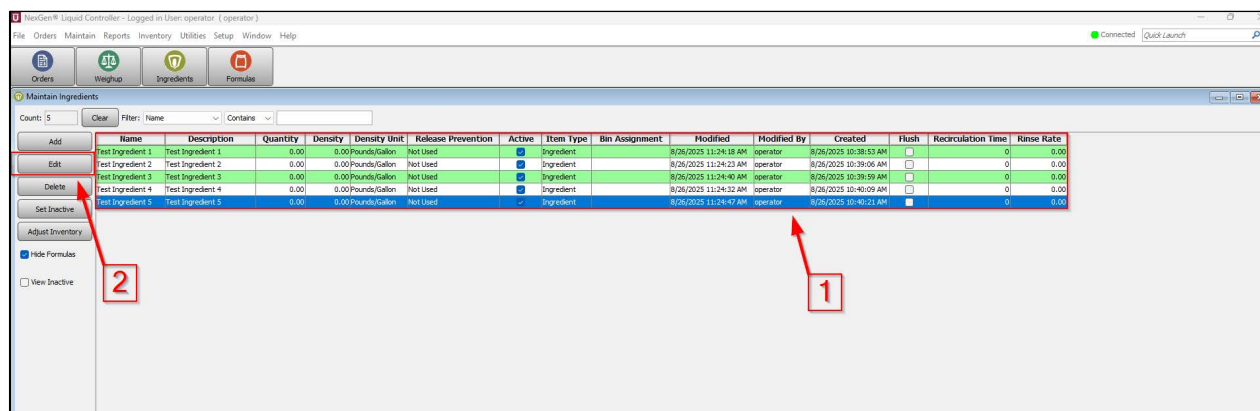 NexGen® Liquid Controller - Logged in User: operator ( operator )
File Orders Maintain Reports Inventory Utilities Setup Window Help
Connected Quick Launch
Orders Weighup Ingredients Formulas
Maintain Ingredients
Count: 5 Clear Filter: Name Contains
Add
Edit
Delete
Set Inactive
Adjust Inventory
Hide Formulas
View Inactive
Name Description Quantity Density Density Unit Release Prevention Active Item Type Bin Assignment Modified Modified By Created Flush Recirculation Time Rinse Rate
Test Ingredient 1 Test Ingredient 1 0.00 0.00 Pounds/Gallon Not Used Ingredient 8/26/2025 11:24:18 AM operator 8/26/2025 10:38:53 AM 0 0.00
Test Ingredient 2 Test Ingredient 2 0.00 0.00 Pounds/Gallon Not Used Ingredient 8/26/2025 11:24:23 AM operator 8/26/2025 10:39:06 AM 0 0.00
Test Ingredient 3 Test Ingredient 3 0.00 0.00 Pounds/Gallon Not Used Ingredient 8/26/2025 11:24:40 AM operator 8/26/2025 10:39:59 AM 0 0.00
Test Ingredient 4 Test Ingredient 4 0.00 0.00 Pounds/Gallon Not Used Ingredient 8/26/2025 11:24:32 AM operator 8/26/2025 10:40:09 AM 0 0.00
Test Ingredient 5 Test Ingredient 5 0.00 0.00 Pounds/Gallon Not Used Ingredient 8/26/2025 11:24:47 AM operator 8/26/2025 10:40:21 AM 0 0.00
2
1